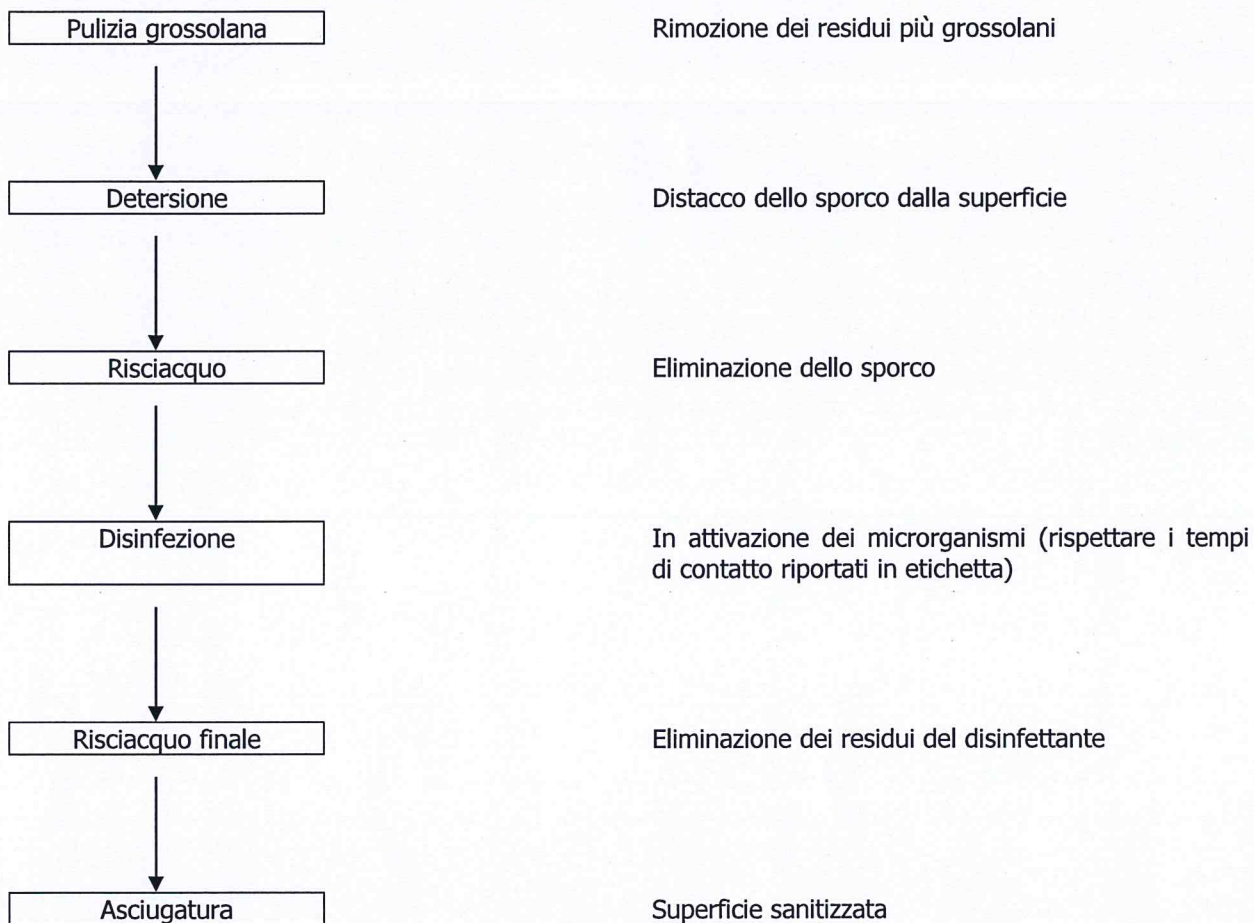 Pulizia grossolana
Rimozione dei residui più grossolani
Detersione
Distacco dello sporco dalla superficie
Risciacquo
Eliminazione dello sporco
Disinfezione
In attivazione dei microrganismi (rispettare i tempi
di contatto riportati in etichetta)
Risciacquo finale
Eliminazione dei residui del disinfettante
Asciugatura
Superficie sanitizzata